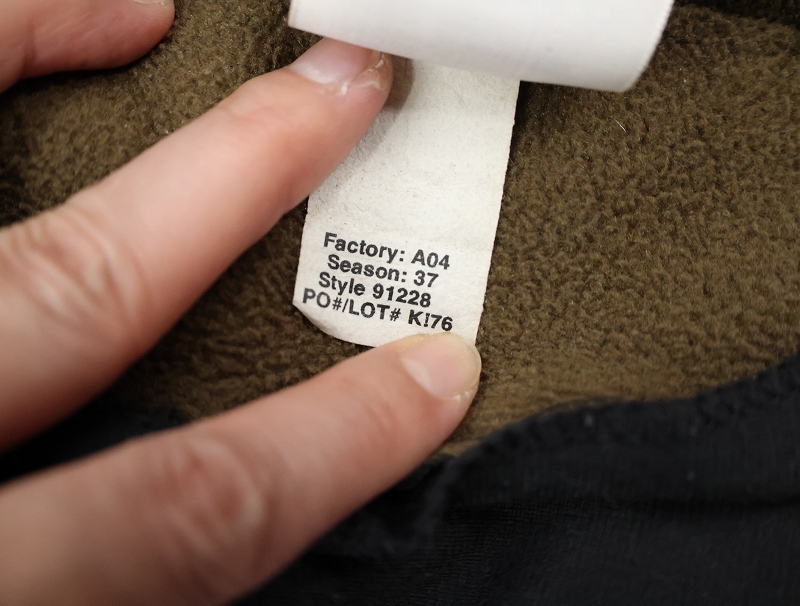 Factory: A04
Season: 37
Style 91228
PO#/LOT# K!76